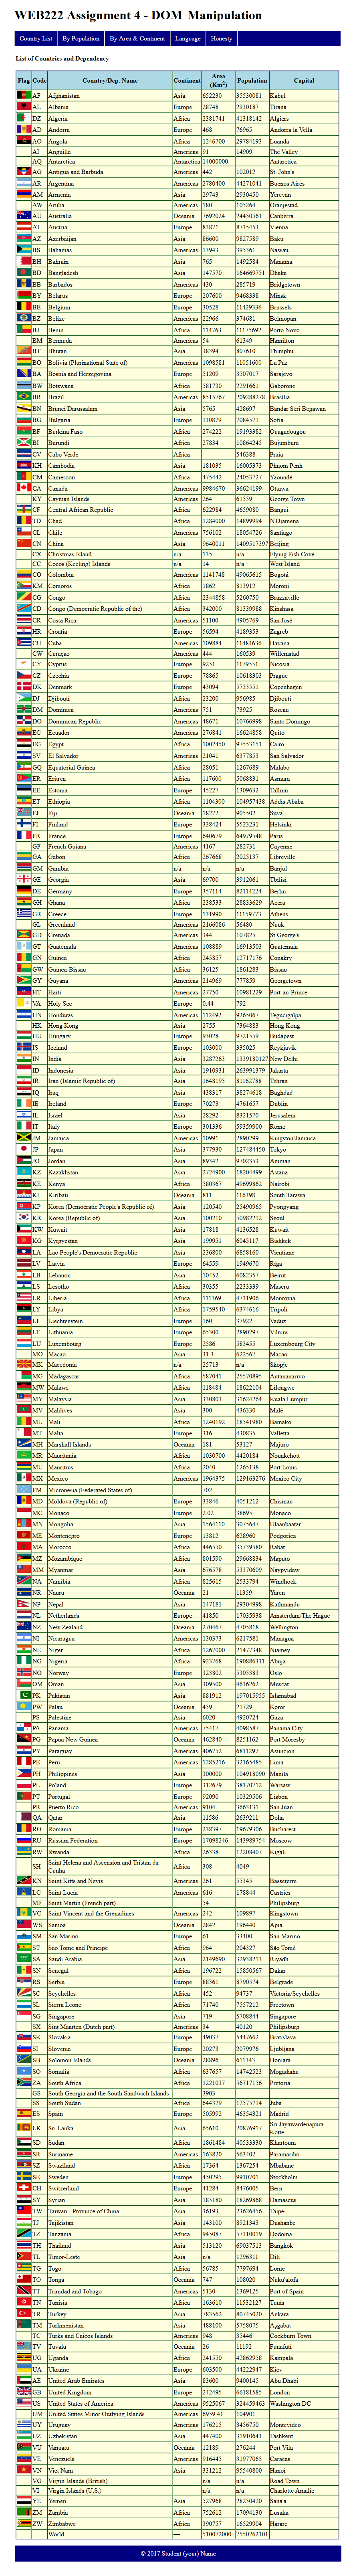 WEB222 Assignment 4 - DOM Manipulation
Country List By Population By Area & Continent Language Honesty
List of Countries and Dependency
Flag Code Country/Dep. Name Continent Area (Km2) Population Capital
AF Afghanistan Asia 652230 35530081 Kabul
AL Albania Europe 28748 2930187 Tirana
DZ Algeria Africa 2381741 41318142 Algiers
AD Andorra Europe 468 76965 Andorra la Vella
AO Angola Africa 1246700 29784193 Luanda
AI Anguilla Americas 91 14909 The Valley
AQ Antarctica Antarctica 14000000 Antarctica
AG Antigua and Barbuda Americas 442 102012 St. John's
AR Argentina Americas 2780400 44271041 Buenos Aires
AM Armenia Asia 29743 2930450 Yerevan
AW Aruba Americas 180 105264 Oranjestad
AU Australia Oceania 7692024 24450561 Canberra
AT Austria Europe 83871 8735453 Vienna
AZ Azerbaijan Asia 86600 9827589 Baku
BS Bahamas Americas 13943 395361 Nassau
BH Bahrain Asia 765 1492584 Manama
BD Bangladesh Asia 147570 164669751 Dhaka
BB Barbados Americas 430 285719 Bridgetown
BY Belarus Europe 207600 9468338 Minsk
BE Belgium Europe 30528 11429336 Brussels
BZ Belize Americas 22966 374681 Belmopan
BJ Benin Africa 114763 11175692 Porto Novo
BM Bermuda Americas 54 61349 Hamilton
BT Bhutan Asia 38394 807610 Thimphu
BO Bolivia (Plurinational State of) Americas 1098581 11051600 La Paz
BA Bosnia and Herzegovina Europe 51209 3507017 Sarajevo
BW Botswana Africa 581730 2291661 Gaborone
BR Brazil Americas 8515767 209288278 Brasilia
BN Brunei Darussalam Asia 5765 428697 Bandar Seri Begawan
BG Bulgaria Europe 110879 7084571 Sofia
BF Burkina Faso Africa 274222 19193382 Ouagadougou
BI Burundi Africa 27834 10864245 Bujumbura
CV Cabo Verde Africa 546388 Praia
KH Cambodia Asia 181035 16005373 Phnom Penh
CM Cameroon Africa 475442 24053727 Yaoundé
CA Canada Americas 9984670 36624199 Ottawa
KY Cayman Islands Americas 264 61559 George Town
CF Central African Republic Africa 622984 4659080 Bangui
TD Chad Africa 1284000 14899994 N'Djamena
CL Chile Americas 756102 18054726 Santiago
CN China Asia 9640011 1409517397 Beijing
CX Christmas Island n/a 135 n/a Flying Fish Cove
CC Cocos (Keeling) Islands n/a 14 n/a West Island
CO Colombia Americas 1141748 49065615 Bogotá
KM Comoros Africa 1862 813912 Moroni
CG Congo Africa 2344858 5260750 Brazzaville
CD Congo (Democratic Republic of the) Africa 342000 81339988 Kinshasa
CR Costa Rica Americas 51100 4905769 San José
HR Croatia Europe 56594 4189353 Zagreb
CU Cuba Americas 109884 11484636 Havana
CW Curaçao Americas 444 160539 Willemstad
CY Cyprus Europe 9251 1179551 Nicosia
CZ Czechia Europe 78865 10618303 Prague
DK Denmark Europe 43094 5733551 Copenhagen
DJ Djibouti Africa 23200 956985 Djibouti
DM Dominica Americas 751 73925 Roseau
DO Dominican Republic Americas 48671 10766998 Santo Domingo
EC Ecuador Americas 276841 16624858 Quito
EG Egypt Africa 1002450 97553151 Cairo
SV El Salvador Americas 21041 6377853 San Salvador
GQ Equatorial Guinea Africa 28051 1267689 Malabo
ER Eritrea Africa 117600 5068831 Asmara
EE Estonia Europe 45227 1309632 Tallinn
ET Ethiopia Africa 1104300 104957438 Addis Ababa
FJ Fiji Oceania 18272 905502 Suva
FI Finland Europe 338424 5523231 Helsinki
FR France Europe 640679 64979548 Paris
GF French Guiana Americas 4167 282731 Cayenne
GA Gabon Africa 267668 2025137 Libreville
GM Gambia n/a n/a n/a Banjul
GE Georgia Asia 69700 3912061 Tbilisi
DE Germany Europe 357114 82114224 Berlin
GH Ghana Africa 238533 28833629 Accra
GR Greece Europe 131990 11159773 Athens
GL Greenland Americas 2166086 56480 Nuuk
GD Grenada Americas 344 107825 St George's
GT Guatemala Americas 108889 16913503 Guatemala
GN Guinea Africa 245857 12717176 Conakry
GW Guinea-Bissau Africa 36125 1861283 Bissau
GY Guyana Americas 214969 777859 Georgetown
HT Haiti Americas 27750 10981229 Port-au-Prince
VA Holy See Europe 0.44 792
HN Honduras Americas 112492 9265067 Tegucigalpa
HK Hong Kong Asia 2755 7364883 Hong Kong
HU Hungary Europe 93028 9721559 Budapest
IS Iceland Europe 103000 335025 Reykjavik
IN India Asia 3287263 1339180127 New Delhi
ID Indonesia Asia 1910931 263991379 Jakarta
IR Iran (Islamic Republic of) Asia 1648195 81162788 Tehran
IQ Iraq Asia 438317 38274618 Baghdad
IE Ireland Europe 70273 4761657 Dublin
IL Israel Asia 28292 8321570 Jerusalem
IT Italy Europe 301336 59359900 Rome
JM Jamaica Americas 10991 2890299 Kingston/Jamaica
JP Japan Asia 377930 127484450 Tokyo
JO Jordan Asia 89342 9702353 Amman
KZ Kazakhstan Asia 2724900 18204499 Astana
KE Kenya Africa 580367 49699862 Nairobi
KI Kiribati Oceania 811 116398 South Tarawa
KP Korea (Democratic People's Republic of) Asia 120540 25490965 Pyongyang
KR Korea (Republic of) Asia 100210 50982212 Seoul
KW Kuwait Asia 17818 4136528 Kuwait
KG Kyrgyzstan Asia 199951 6045117 Bishkek
LA Lao People's Democratic Republic Asia 236800 6858160 Vientiane
LV Latvia Europe 64559 1949670 Riga
LB Lebanon Asia 10452 6082357 Beirut
LS Lesotho Africa 30355 2233339 Maseru
LR Liberia Africa 111369 4731906 Monrovia
LY Libya Africa 1759540 6374616 Tripoli
LI Liechtenstein Europe 160 37922 Vaduz
LT Lithuania Europe 65300 2890297 Vilnius
LU Luxembourg Europe 2586 583455 Luxembourg City
MO Macao Asia 31.3 622567 Macao
MK Macedonia n/a 25713 n/a Skopje
MG Madagascar Africa 587041 25570895 Antananarivo
MW Malawi Africa 118484 18622104 Lilongwe
MY Malaysia Asia 330803 31624264 Kuala Lumpur
MV Maldives Asia 300 436330 Malé
ML Mali Africa 1240192 18541980 Bamako
MT Malta Europe 316 430835 Valletta
MH Marshall Islands Oceania 181 53127 Majuro
MR Mauritania Africa 1030700 4420184 Nouakchott
MU Mauritius Africa 2040 1265138 Port Louis
MX Mexico Americas 1964375 129163276 Mexico City
FM Micronesia (Federated States of) 702
MD Moldova (Republic of) Europe 33846 4051212 Chisinau
MC Monaco Europe 2.02 38695 Monaco
MN Mongolia Asia 1564110 3075647 Ulaanbaatar
ME Montenegro Europe 13812 628960 Podgorica
MA Morocco Africa 446550 35739580 Rabat
MZ Mozambique Africa 801590 29668834 Maputo
MM Myanmar Asia 676578 53370609 Naypyidaw
NA Namibia Africa 825615 2533794 Windhoek
NR Nauru Oceania 21 11359 Yaren
NP Nepal Asia 147181 29304998 Kathmandu
NL Netherlands Europe 41850 17035938 Amsterdam/The Hague
NZ New Zealand Oceania 270467 4705818 Wellington
NI Nicaragua Americas 130373 6217581 Managua
NE Niger Africa 1267000 21477348 Niamey
NG Nigeria Africa 923768 190886311 Abuja
NO Norway Europe 323802 5305383 Oslo
OM Oman Asia 309500 4636262 Muscat
PK Pakistan Asia 881912 197015955 Islamabad
PW Palau Oceania 459 21729 Koror
PS Palestine Asia 6020 4920724 Gaza
PA Panama Americas 75417 4098587 Panama City
PG Papua New Guinea Oceania 462840 8251162 Port Moresby
PY Paraguay Americas 406752 6811297 Asuncion
PE Peru Americas 1285216 32165485 Lima
PH Philippines Asia 300000 104918090 Manila
PL Poland Europe 312679 38170712 Warsaw
PT Portugal Europe 92090 10329506 Lisbon
PR Puerto Rico Americas 9104 3663131 San Juan
QA Qatar Asia 11586 2639211 Doha
RO Romania Europe 238397 19679306 Bucharest
RU Russian Federation Europe 17098246 143989754 Moscow
RW Rwanda Africa 26338 12208407 Kigali
SH Saint Helena and Ascension and Tristan da Cunha Africa 308 4049
KN Saint Kitts and Nevis Americas 261 55345 Basseterre
LC Saint Lucia Americas 616 178844 Castries
MF Saint Martin (French part) 54 Philipsburg
VC Saint Vincent and the Grenadines Americas 242 109897 Kingstown
WS Samoa Oceania 2842 196440 Apia
SM San Marino Europe 61 33400 San Marino
ST Sao Tome and Principe Africa 964 204327 São Tomé
SA Saudi Arabia Asia 2149690 32938213 Riyadh
SN Senegal Africa 196722 15850567 Dakar
RS Serbia Europe 88361 8790574 Belgrade
SC Seychelles Africa 452 94737 Victoria/Seychelles
SL Sierra Leone Africa 71740 7557212 Freetown
SG Singapore Asia 719 5708844 Singapore
SX Sint Maarten (Dutch part) Americas 34 40120 Philipsburg
SK Slovakia Europe 49037 5447662 Bratislava
SI Slovenia Europe 20273 2079976 Ljubljana
SB Solomon Islands Oceania 28896 611343 Honiara
SO Somalia Africa 637657 14742523 Mogadishu
ZA South Africa Africa 1221037 56717156 Pretoria
GS South Georgia and the South Sandwich Islands 3903
SS South Sudan Africa 644329 12575714 Juba
ES Spain Europe 505992 46354321 Madrid
LK Sri Lanka Asia 65610 20876917 Sri Jayawardenapura Kotte
SD Sudan Africa 1861484 40533330 Khartoum
SR Suriname Americas 163820 563402 Paramaribo
SZ Swaziland Africa 17364 1367254 Mbabane
SE Sweden Europe 450295 9910701 Stockholm
CH Switzerland Europe 41284 8476005 Bern
SY Syrian Asia 185180 18269868 Damascus
TW Taiwan - Province of China Asia 36193 23626456 Taipei
TJ Tajikistan Asia 143100 8921343 Dushanbe
TZ Tanzania Africa 945087 57310019 Dodoma
TH Thailand Asia 513120 69037513 Bangkok
TL Timor-Leste Asia n/a 1296311 Dili
TG Togo Africa 56785 7797694 Lome
TO Tonga Oceania 747 108020 Nuku'alofa
TT Trinidad and Tobago Americas 5130 1369125 Port of Spain
TN Tunisia Africa 163610 11532127 Tunis
TR Turkey Asia 783562 80745020 Ankara
TM Turkmenistan Asia 488100 5758075 Aşgabat
TC Turks and Caicos Islands Americas 948 35446 Cockburn Town
TV Tuvalu Oceania 26 11192 Funafuti
UG Uganda Africa 241550 42862958 Kampala
UA Ukraine Europe 603500 44222947 Kiev
AE United Arab Emirates Asia 83600 9400145 Abu Dhabi
GB United Kingdom Europe 242495 66181585 London
US United States of America Americas 9525067 324459463 Washington DC
UM United States Minor Outlying Islands Americas 6959.41 104901
UY Uruguay Americas 176215 3456750 Montevideo
UZ Uzbekistan Asia 447400 31910641 Tashkent
VU Vanuatu Oceania 12189 276244 Port Vila
VE Venezuela Americas 916445 31977065 Caracas
VN Viet Nam Asia 331212 95540800 Hanoi
VG Virgin Islands (British) n/a n/a Road Town
VI Virgin Islands (U.S.) n/a n/a Charlotte Amalie
YE Yemen Asia 527968 28250420 Sana'a
ZM Zambia Africa 752612 17094130 Lusaka
ZW Zimbabwe Africa 390757 16529904 Harare
World --- 510072000 7550262101
© 2017 Student (your) Name